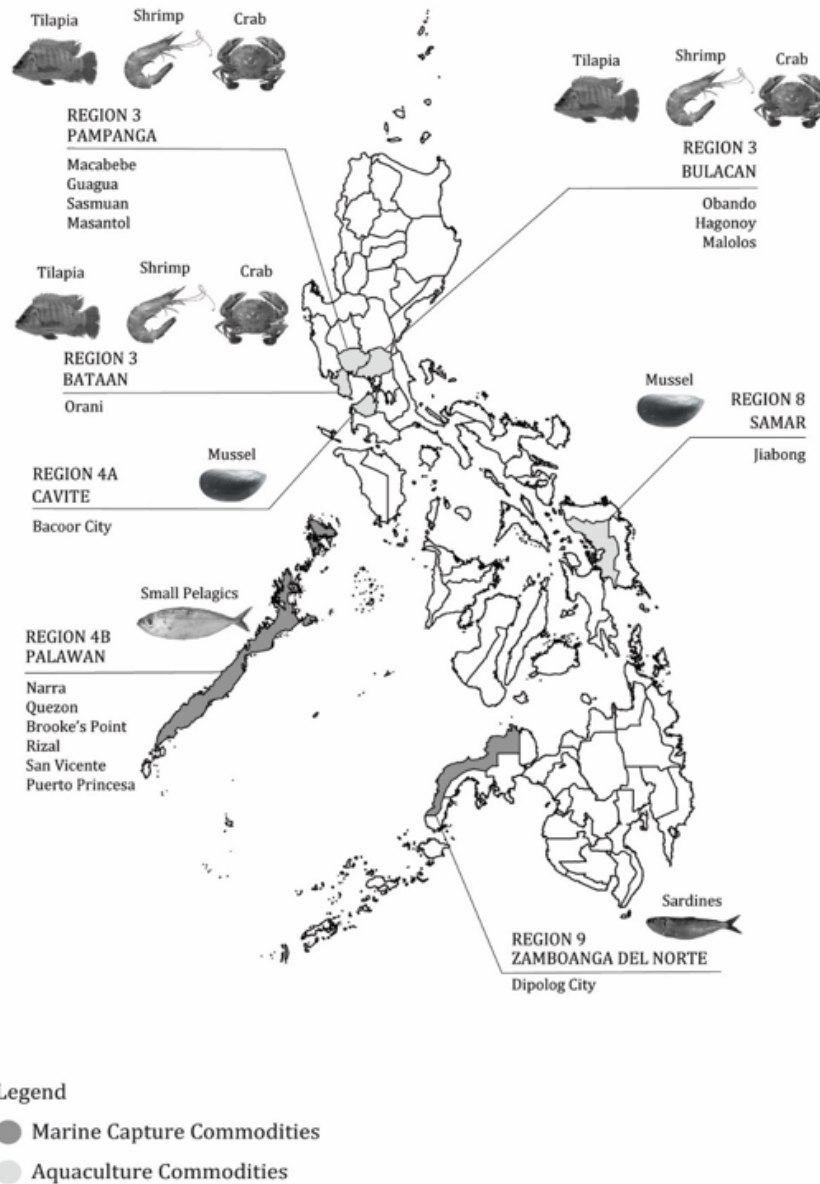 Tilapia
Shrimp
Crab
REGION 3
PAMPANGA
Macabebe
Guagua
Sasmuan
Masantol
Tilapia
Shrimp
Crab
REGION 3
BULACAN
Obando
Hagonoy
Malolos
Tilapia
Shrimp
Crab
REGION 3
BATAAN
Orani
Mussel
REGION 8
SAMAR
Jiabong
Mussel
REGION 4A
CAVITE
Bacoor City
Small Pelagics
REGION 4B
PALAWAN
Narra
Quezon
Brooke's Point
Rizal
San Vicente
Puerto Princesa
Sardines
REGION 9
ZAMBOANGA DEL NORTE
Dipolog City
Legend
Marine Capture Commodities
Aquaculture Commodities